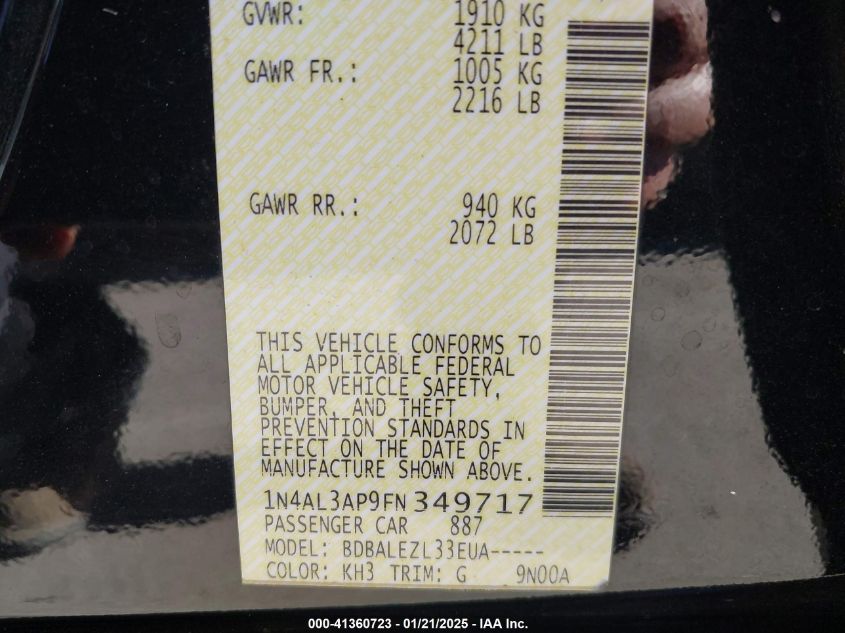 GVWR: 1910 KG
4211 LB
GAWR FR.: 1005 KG
2216 LB
GAWR RR.: 940 KG
2072 LB
THIS VEHICLE CONFORMS TO
ALL APPLICABLE FEDERAL
MOTOR VEHICLE SAFETY,
BUMPER, AND THEFT
PREVENTION STANDARDS IN
EFFECT ON THE DATE OF
MANUFACTURE SHOWN ABOVE.
1N4AL3AP9FN349717
PASSENGER CAR 887
MODEL: BDBALEZL33EUA-----
COLOR: KH3 TRIM: G 9N00A
000-41360723 - 01/21/2025 - IAA Inc.